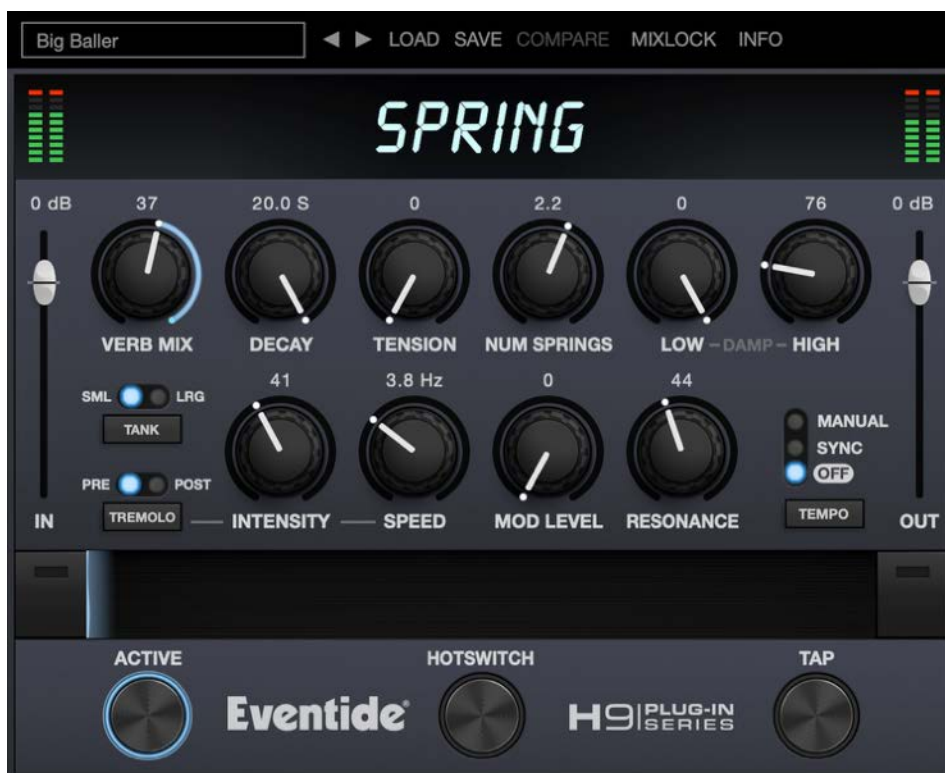 Big Baller ◀ ▶ LOAD SAVE COMPARE MIXLOCK INFO
SPRING
0 dB 37 20.0 S 0 2.2 0 76 0 dB
VERB MIX DECAY TENSION NUM SPRINGS LOW DAMP HIGH
41 3.8 Hz 0 44
SML LRG
TANK
MANUAL
SYNC
OFF
PRE POST
TREMOLO
TEMPO
IN INTENSITY SPEED MOD LEVEL RESONANCE OUT
ACTIVE HOTSWITCH TAP
Eventide® H9 PLUG-IN
SERIES